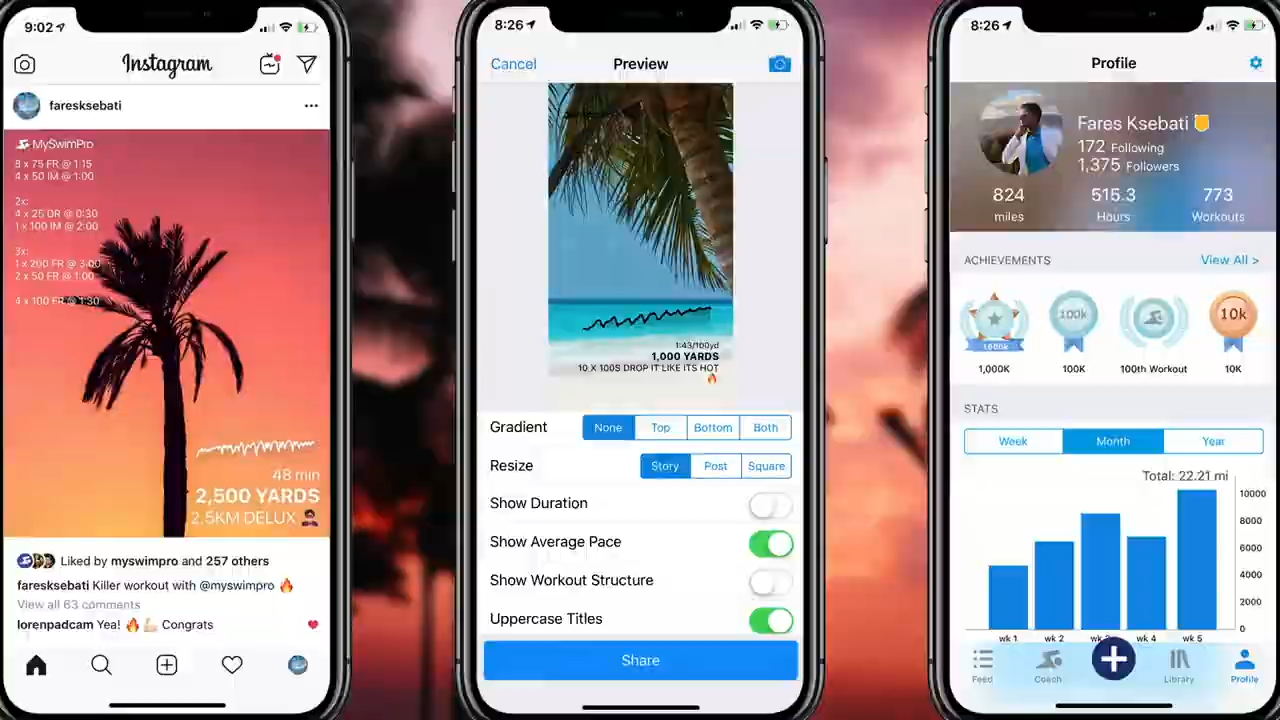 9:02
Instagram
faresksebati
MySwimPro
8 x 75 FR @ 1:15
4 x 50 IM @ 1:00
2x:
4 x 25 DR @ 0:30
1 x 100 IM @ 2:00
3x:
1 x 200 FR @ 3:00
2 x 50 FR @ 1:00
4 x 100 FR @ 1:30
48 min
2,500 YARDS
2.5KM DELUX
Liked by myswimpro and 257 others
faresksebati Killer workout with @myswimpro 🔥
View all 63 comments
lorenpadcam Yea! 🔥💪🏻 Congrats
8:26
Cancel
Preview
1:43/100yd
1,000 YARDS
10 X 100S DROP IT LIKE ITS HOT
🔥
Gradient
None
Top
Bottom
Both
Resize
Story
Post
Square
Show Duration
Show Average Pace
Show Workout Structure
Uppercase Titles
Share
8:26
Profile
Fares Ksebati
172 Following
1,375 Followers
824
515.3
773
miles
Hours
Workouts
ACHIEVEMENTS
View All >
1,000k
100k
10k
1,000K
100K
100th Workout
10K
STATS
Week
Month
Year
Total: 22.21 mi
10000
8000
6000
4000
2000
0
wk 1
wk 2
wk 3
wk 4
wk 5
Feed
Coach
Library
Profile